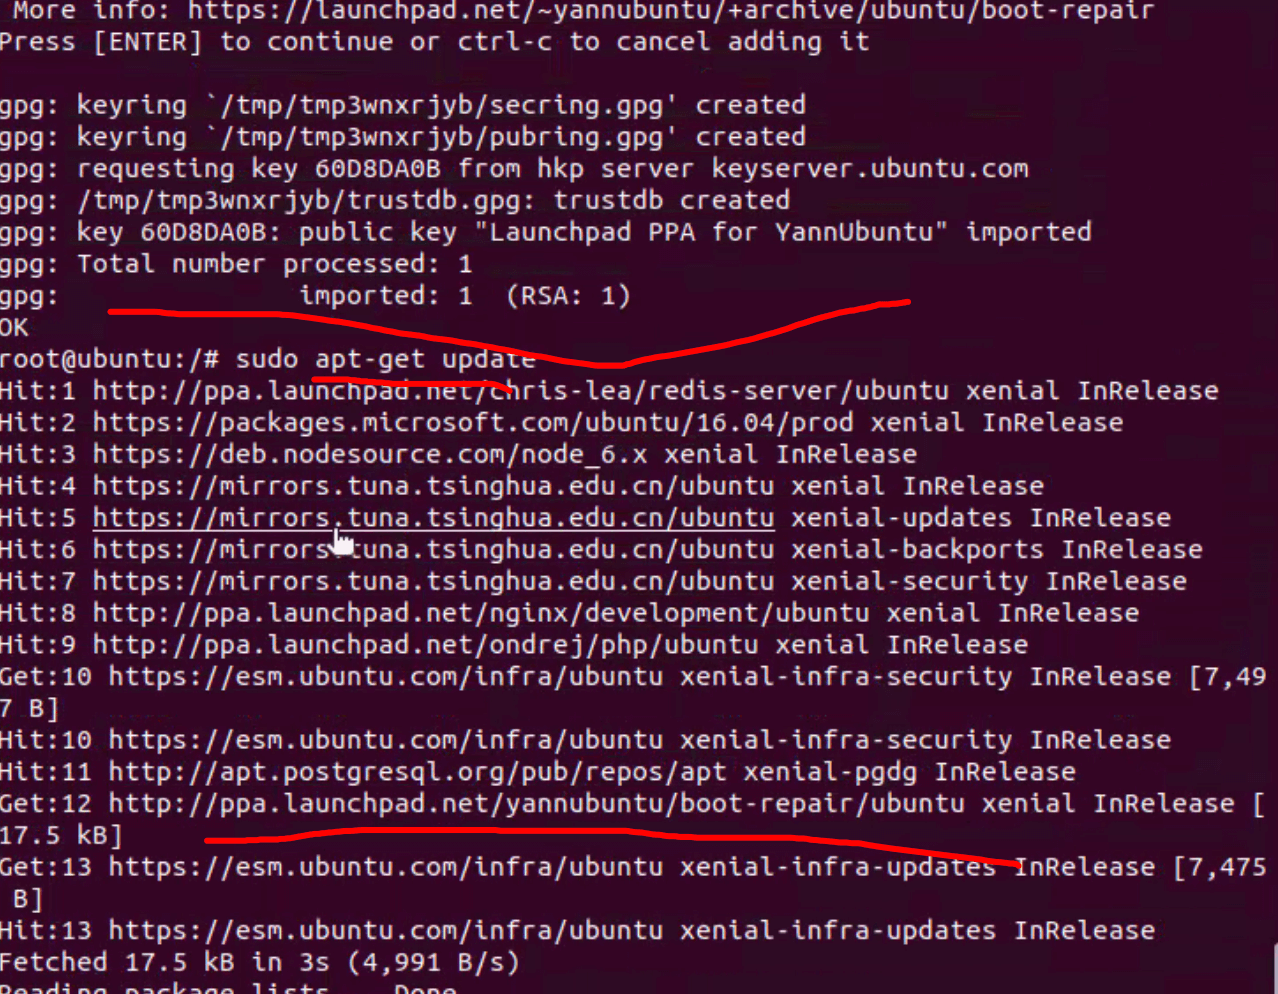 More info: https://launchpad.net/~yannubuntu/+archive/ubuntu/boot-repair
Press [ENTER] to continue or ctrl-c to cancel adding it
gpg: keyring `/tmp/tmp3wnxrjyb/secring.gpg' created
gpg: keyring `/tmp/tmp3wnxrjyb/pubring.gpg' created
gpg: requesting key 60D8DA0B from hkp server keyserver.ubuntu.com
gpg: /tmp/tmp3wnxrjyb/trustdb.gpg: trustdb created
gpg: key 60D8DA0B: public key "Launchpad PPA for YannUbuntu" imported
gpg: Total number processed: 1
gpg:               imported: 1  (RSA: 1)
OK
root@ubuntu:/# sudo apt-get update
Hit:1 http://ppa.launchpad.net/chris-lea/redis-server/ubuntu xenial InRelease
Hit:2 https://packages.microsoft.com/ubuntu/16.04/prod xenial InRelease
Hit:3 https://deb.nodesource.com/node_6.x xenial InRelease
Hit:4 https://mirrors.tuna.tsinghua.edu.cn/ubuntu xenial InRelease
Hit:5 https://mirrors.tuna.tsinghua.edu.cn/ubuntu xenial-updates InRelease
Hit:6 https://mirrors.tuna.tsinghua.edu.cn/ubuntu xenial-backports InRelease
Hit:7 https://mirrors.tuna.tsinghua.edu.cn/ubuntu xenial-security InRelease
Hit:8 http://ppa.launchpad.net/nginx/development/ubuntu xenial InRelease
Hit:9 http://ppa.launchpad.net/ondrej/php/ubuntu xenial InRelease
Get:10 https://esm.ubuntu.com/infra/ubuntu xenial-infra-security InRelease [7,49
7 B]
Hit:10 https://esm.ubuntu.com/infra/ubuntu xenial-infra-security InRelease
Hit:11 http://apt.postgresql.org/pub/repos/apt xenial-pgdg InRelease
Get:12 http://ppa.launchpad.net/yannubuntu/boot-repair/ubuntu xenial InRelease [
17.5 kB]
Get:13 https://esm.ubuntu.com/infra/ubuntu xenial-infra-updates InRelease [7,475
B]
Hit:13 https://esm.ubuntu.com/infra/ubuntu xenial-infra-updates InRelease
Fetched 17.5 kB in 3s (4,991 B/s)
Reading package lists... Done